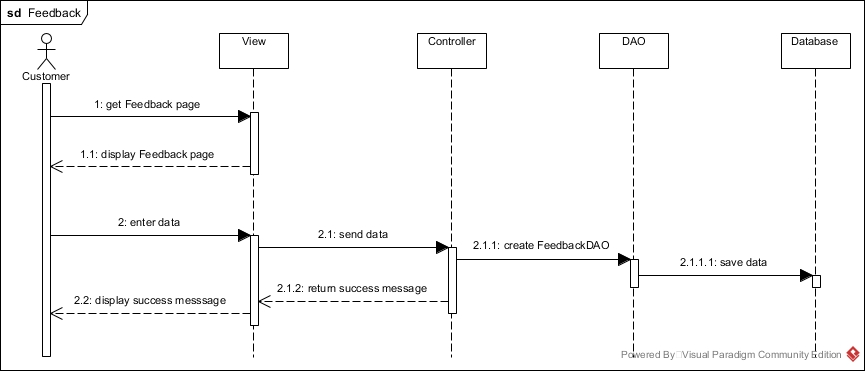 sd Feedback
View
Controller
DAO
Database
Customer
1: get Feedback page
1.1: display Feedback page
2: enter data
2.1: send data
2.1.1: create FeedbackDAO
2.1.1.1: save data
2.1.2: return success message
2.2: display success messsage
Powered By Visual Paradigm Community Edition